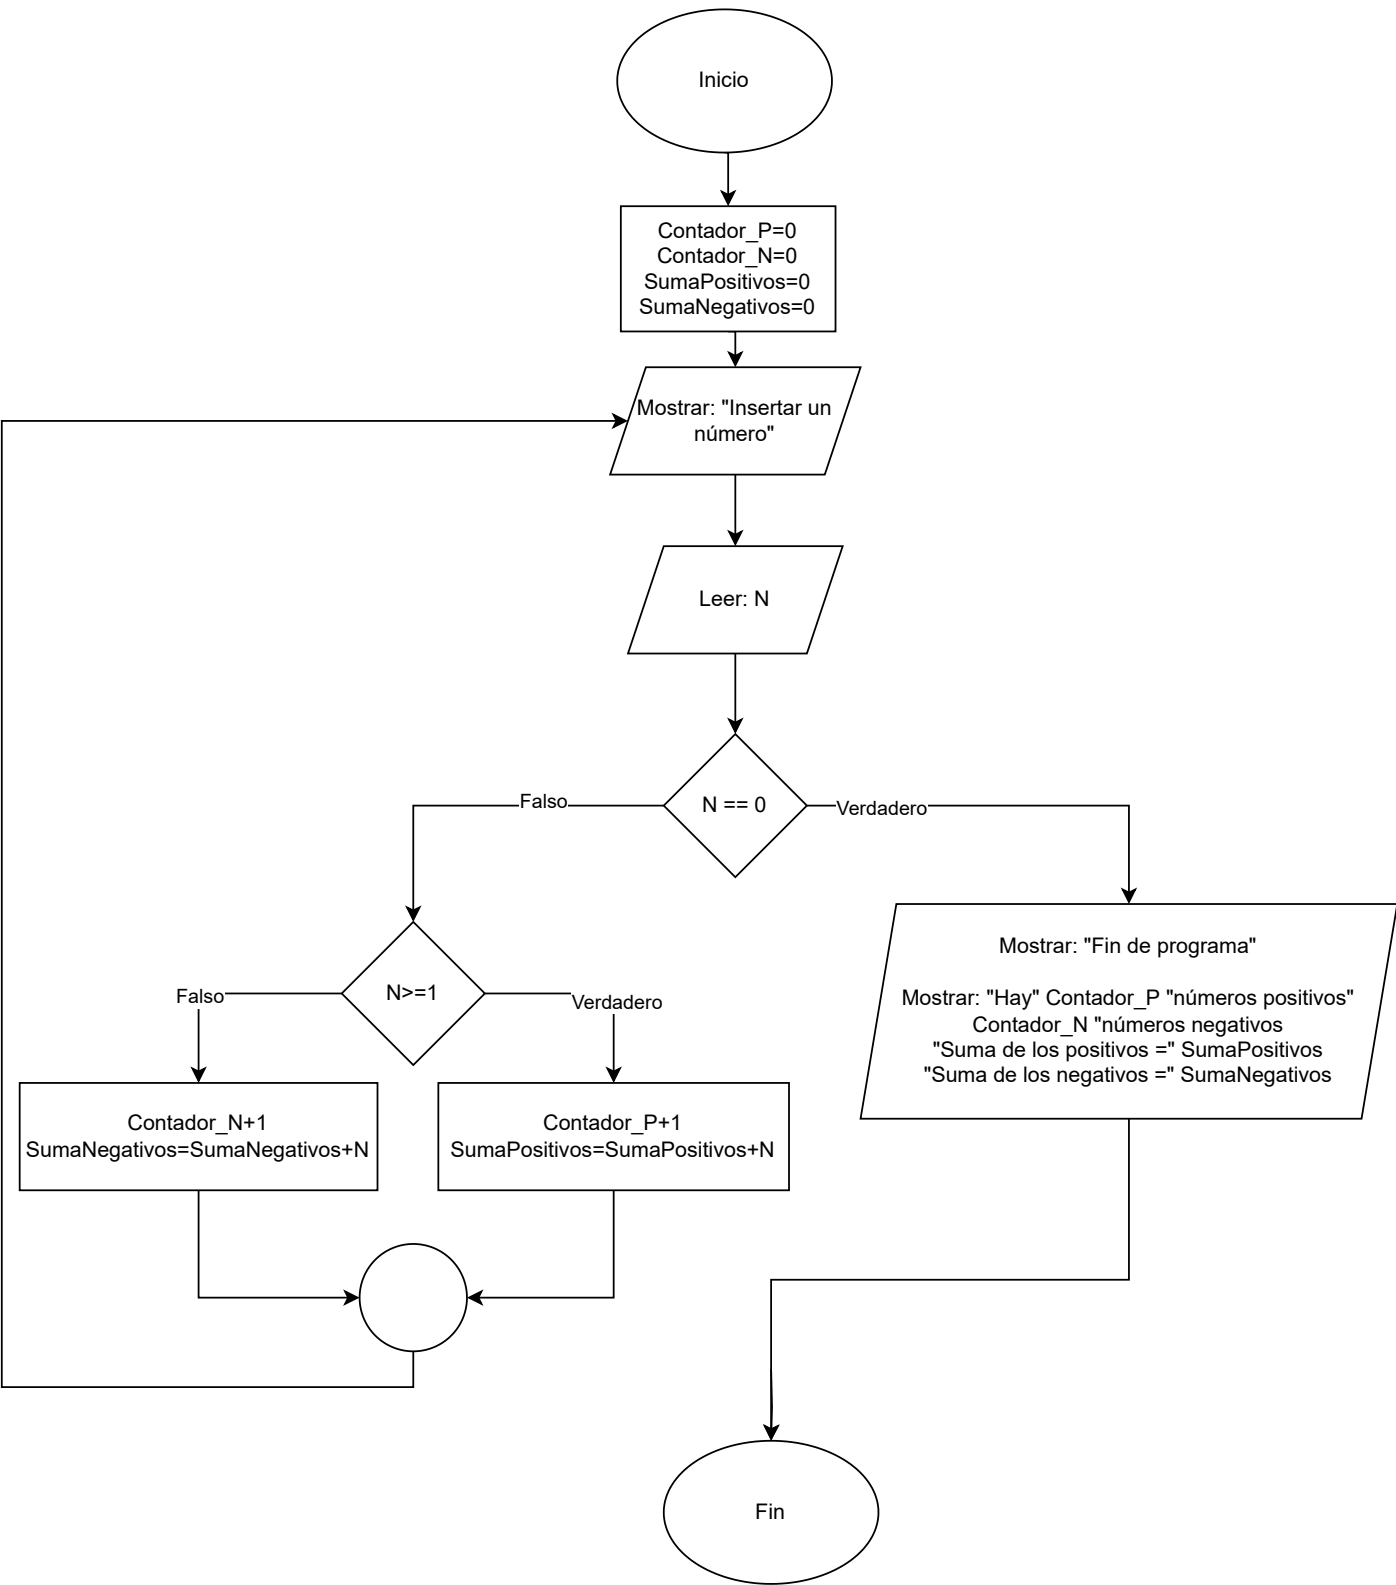 Inicio
Contador_P=0
Contador_N=0
SumaPositivos=0
SumaNegativos=0
Mostrar: "Insertar un
número"
Leer: N
N == 0
Falso
Verdadero
N>=1
Falso
Verdadero
Contador_N+1
SumaNegativos=SumaNegativos+N
Contador_P+1
SumaPositivos=SumaPositivos+N
Mostrar: "Fin de programa"
Mostrar: "Hay" Contador_P "números positivos"
Contador_N "números negativos
"Suma de los positivos =" SumaPositivos
"Suma de los negativos =" SumaNegativos
Fin